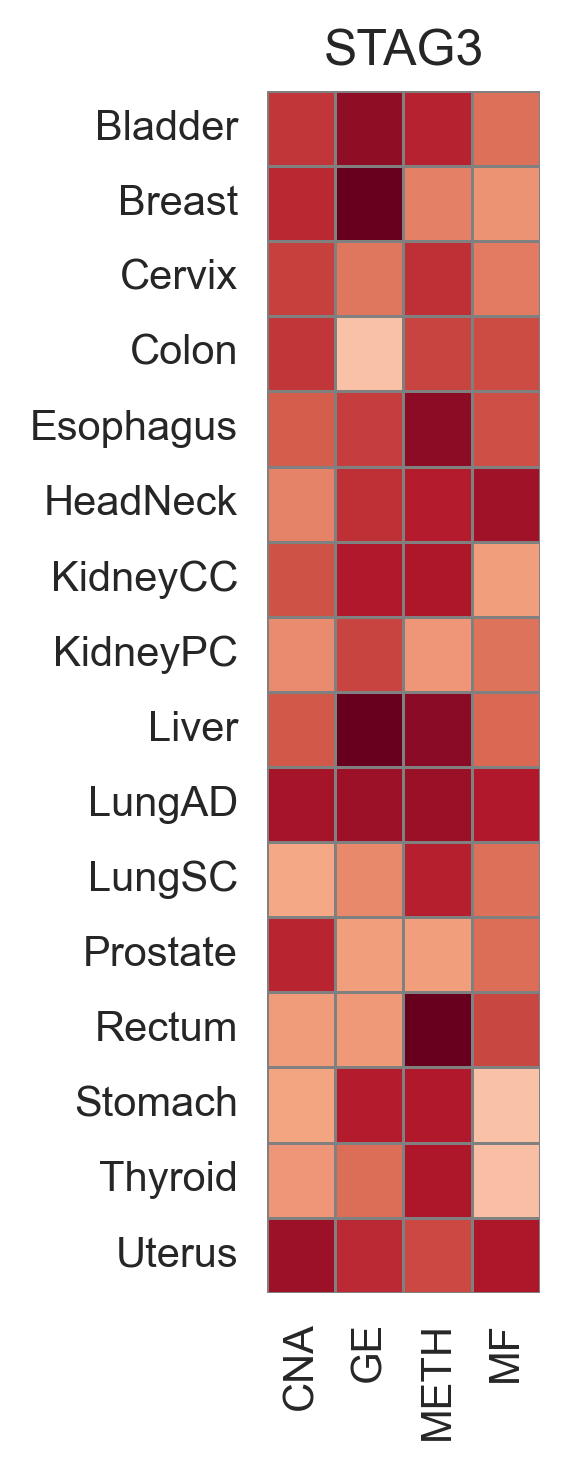 STAG3
Bladder
Breast
Cervix
Colon
Esophagus
HeadNeck
KidneyCC
KidneyPC
Liver
LungAD
LungSC
Prostate
Rectum
Stomach
Thyroid
Uterus
CNA
GE
METH
MF